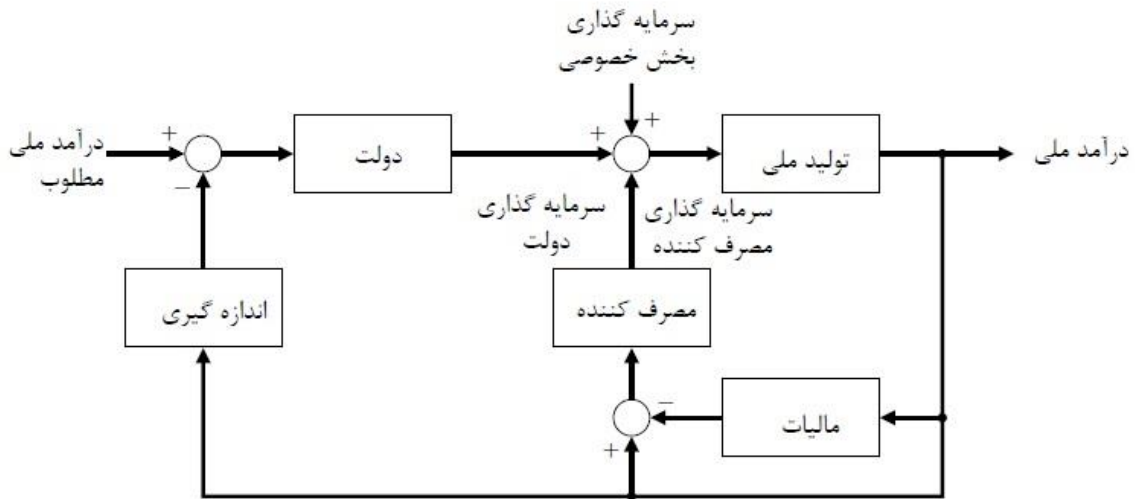 سرمایه گذاری
بخش خصوصی
درآمد ملی
مطلوب
+
−
دولت
+
+
تولید ملی
درآمد ملی
سرمایه گذاری
دولت
سرمایه گذاری
مصرف کننده
اندازه گیری
مصرف کننده
−
+
مالیات